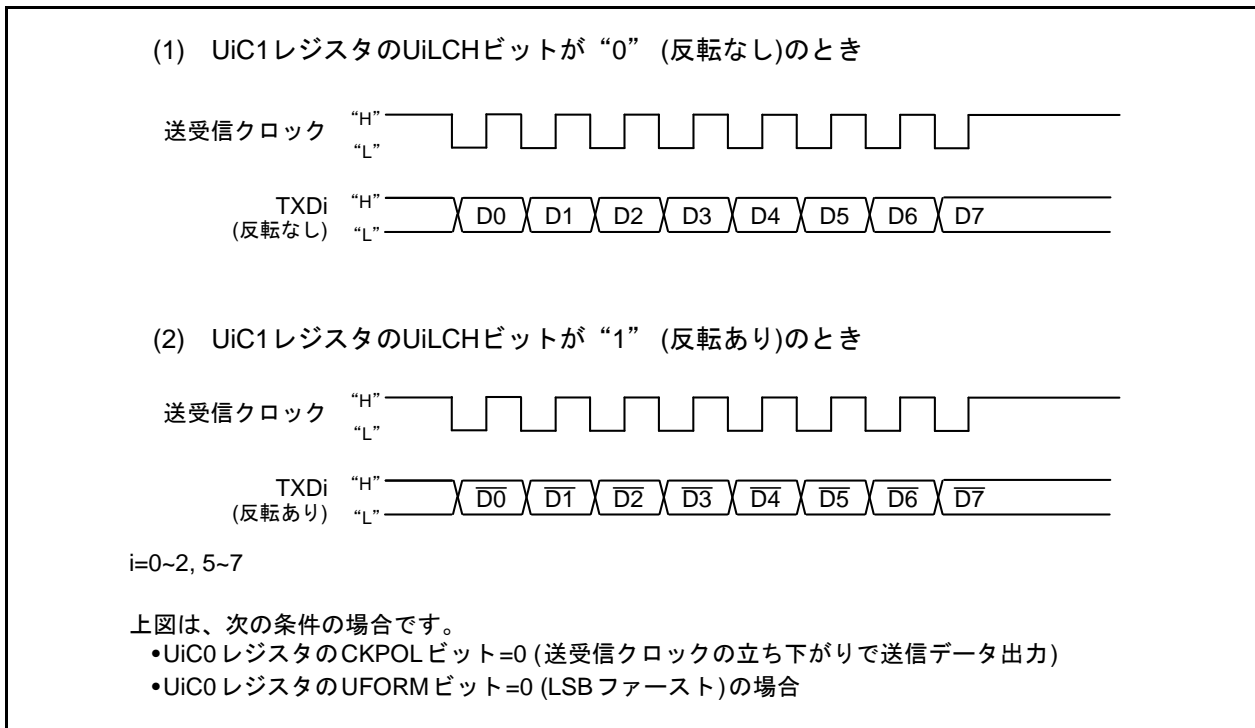 (1) UiC1レジスタのUiLCHビットが“0” (反転なし)のとき
送受信クロック “H”
“L”
TXDi “H”
(反転なし) “L”
D0 D1 D2 D3 D4 D5 D6 D7
(2) UiC1レジスタのUiLCHビットが“1” (反転あり)のとき
送受信クロック “H”
“L”
TXDi “H”
(反転あり) “L”
D̅0̅ D̅1̅ D̅2̅ D̅3̅ D̅4̅ D̅5̅ D̅6̅ D̅7̅
i=0~2, 5~7
上図は、次の条件の場合です。
•UiC0レジスタのCKPOLビット=0 (送受信クロックの立ち下がりで送信データ出力)
•UiC0レジスタのUFORMビット=0 (LSBファースト)の場合